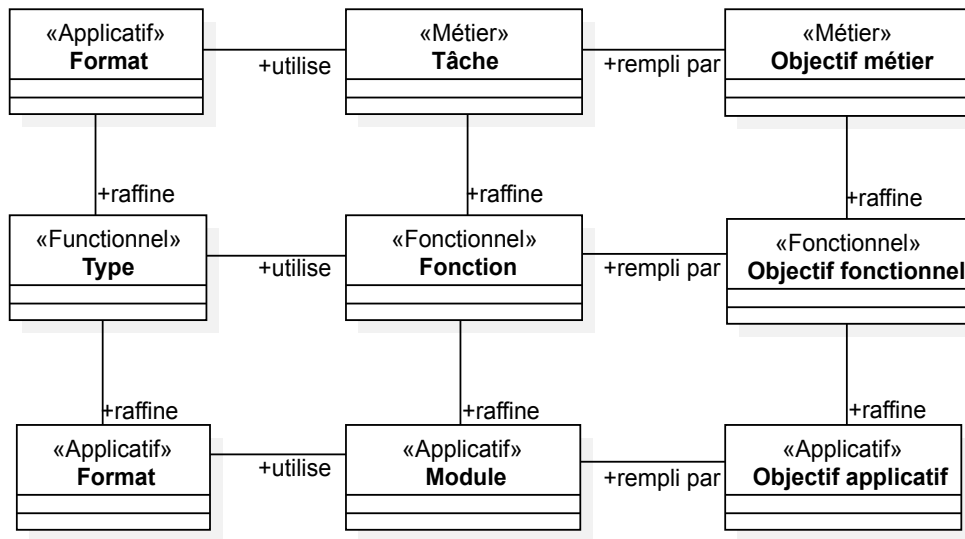 «Applicatif»
Format
+utilise
«Métier»
Tâche
+rempli par
«Métier»
Objectif métier
+raffine
+raffine
+raffine
«Functionnel»
Type
+utilise
«Fonctionnel»
Fonction
+rempli par
«Fonctionnel»
Objectif fonctionnel
+raffine
+raffine
+raffine
«Applicatif»
Format
+utilise
«Applicatif»
Module
+rempli par
«Applicatif»
Objectif applicatif